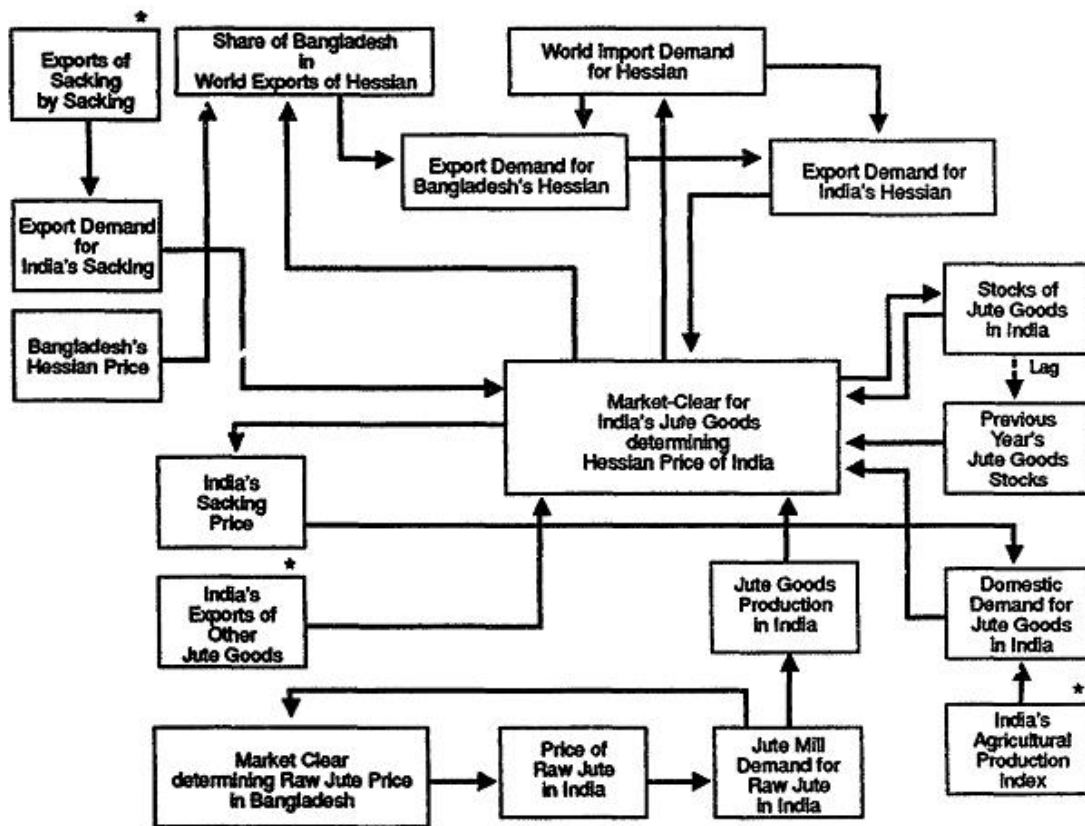 *
Exports of
Sacking
by Sacking
Share of Bangladesh
in
World Exports of Hessian
World Import Demand
for Hessian
Export Demand for
Bangladesh's Hessian
Export Demand for
India's Hessian
Export Demand
for
India's Sacking
Stocks of
Jute Goods
in India
Bangladesh's
Hessian Price
Lag
Market-Clear for
India's Jute Goods
determining
Hessian Price of India
Previous
Year's
Jute Goods
Stocks
India's
Sacking
Price
*
India's
Exports of
Other
Jute Goods
Jute Goods
Production
in India
Domestic
Demand for
Jute Goods
in India
*
Market Clear
determining Raw Jute Price
in Bangladesh
Price of
Raw Jute
in India
Jute Mill
Demand for
Raw Jute
in India
India's
Agricultural
Production
Index